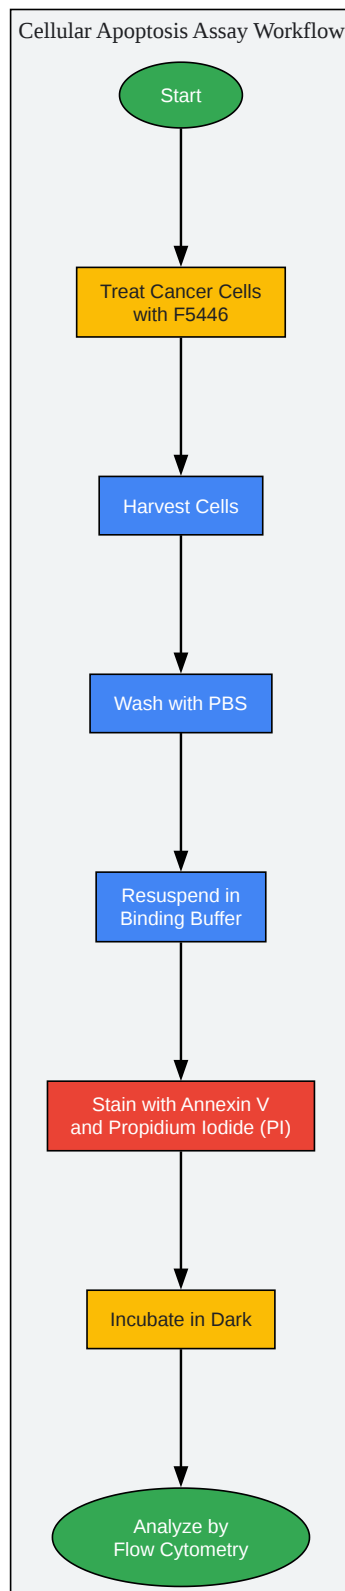 Cellular Apoptosis Assay Workflow
Start
Treat Cancer Cells
with F5446
Harvest Cells
Wash with PBS
Resuspend in
Binding Buffer
Stain with Annexin V
and Propidium Iodide (PI)
Incubate in Dark
Analyze by
Flow Cytometry